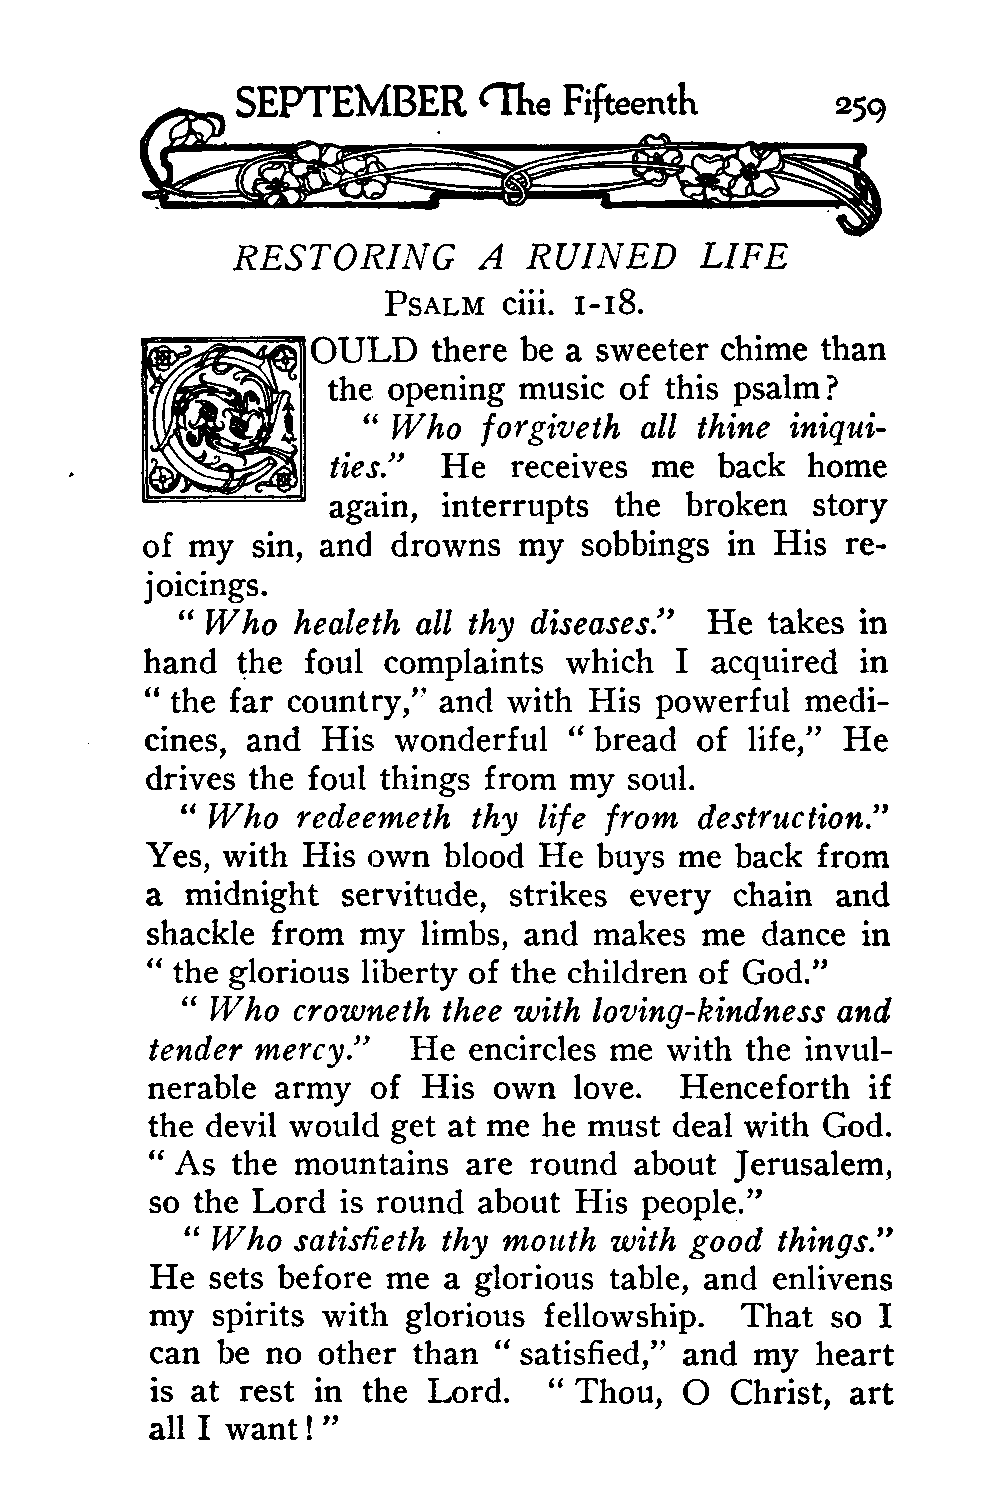 SEPTEMBER The Fifteenth 259
RESTORING A RUINED LIFE
PSALM ciii. 1-18.
COULD there be a sweeter chime than
the opening music of this psalm?
“ Who forgiveth all thine iniqui-
ties.” He receives me back home
again, interrupts the broken story
of my sin, and drowns my sobbings in His re-
joicings.
“ Who healeth all thy diseases.” He takes in
hand the foul complaints which I acquired in
“ the far country,” and with His powerful medi-
cines, and His wonderful “ bread of life,” He
drives the foul things from my soul.
“ Who redeemeth thy life from destruction.”
Yes, with His own blood He buys me back from
a midnight servitude, strikes every chain and
shackle from my limbs, and makes me dance in
“ the glorious liberty of the children of God.”
“ Who crowneth thee with loving-kindness and
tender mercy.” He encircles me with the invul-
nerable army of His own love. Henceforth if
the devil would get at me he must deal with God.
“ As the mountains are round about Jerusalem,
so the Lord is round about His people.”
“ Who satisfieth thy mouth with good things.”
He sets before me a glorious table, and enlivens
my spirits with glorious fellowship. That so I
can be no other than “ satisfied,” and my heart
is at rest in the Lord. “ Thou, O Christ, art
all I want ! ”